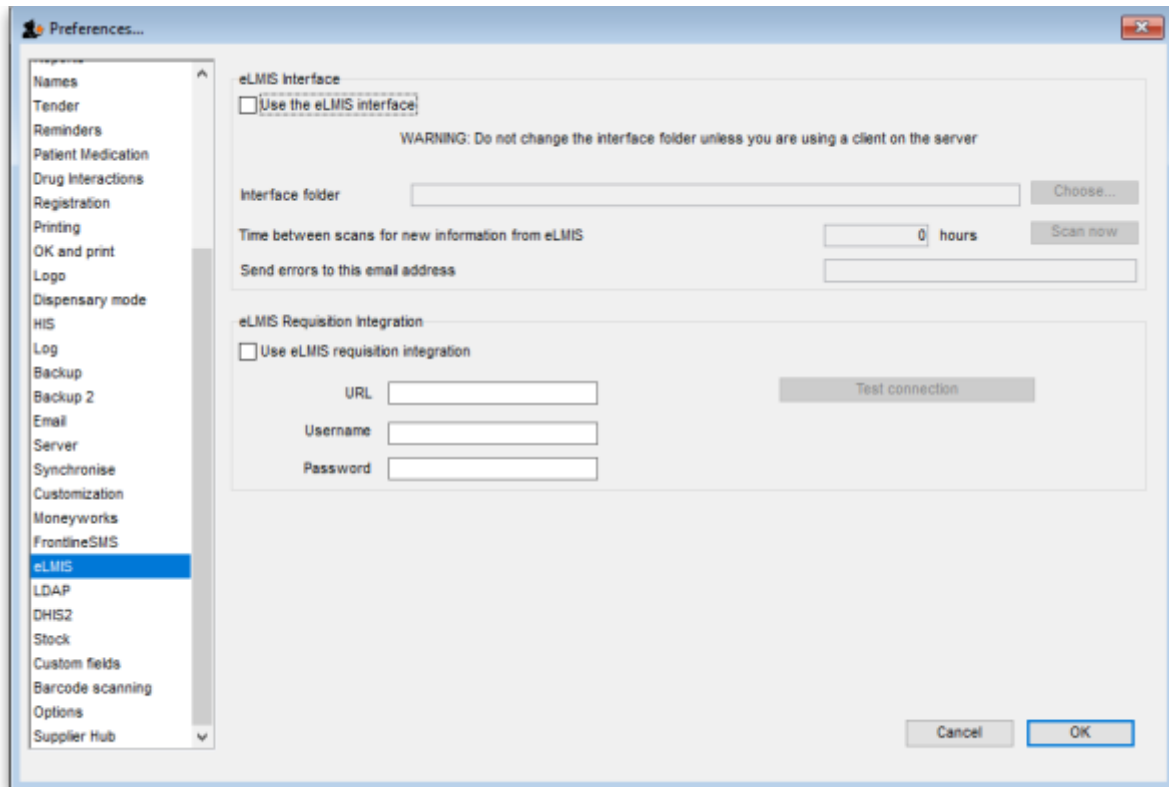 Preferences...
Reports
Names
Tender
Reminders
Patient Medication
Drug Interactions
Registration
Printing
OK and print
Logo
Dispensary mode
HIS
Log
Backup
Backup 2
Email
Server
Synchronise
Customization
Moneyworks
FrontlineSMS
eLMIS
LDAP
DHIS2
Stock
Custom fields
Barcode scanning
Options
Supplier Hub
eLMIS Interface
Use the eLMIS interface
WARNING: Do not change the interface folder unless you are using a client on the server
Interface folder Choose...
Time between scans for new information from eLMIS 0 hours Scan now
Send errors to this email address
eLMIS Requisition Integration
Use eLMIS requisition integration
URL Test connection
Username
Password
Cancel OK